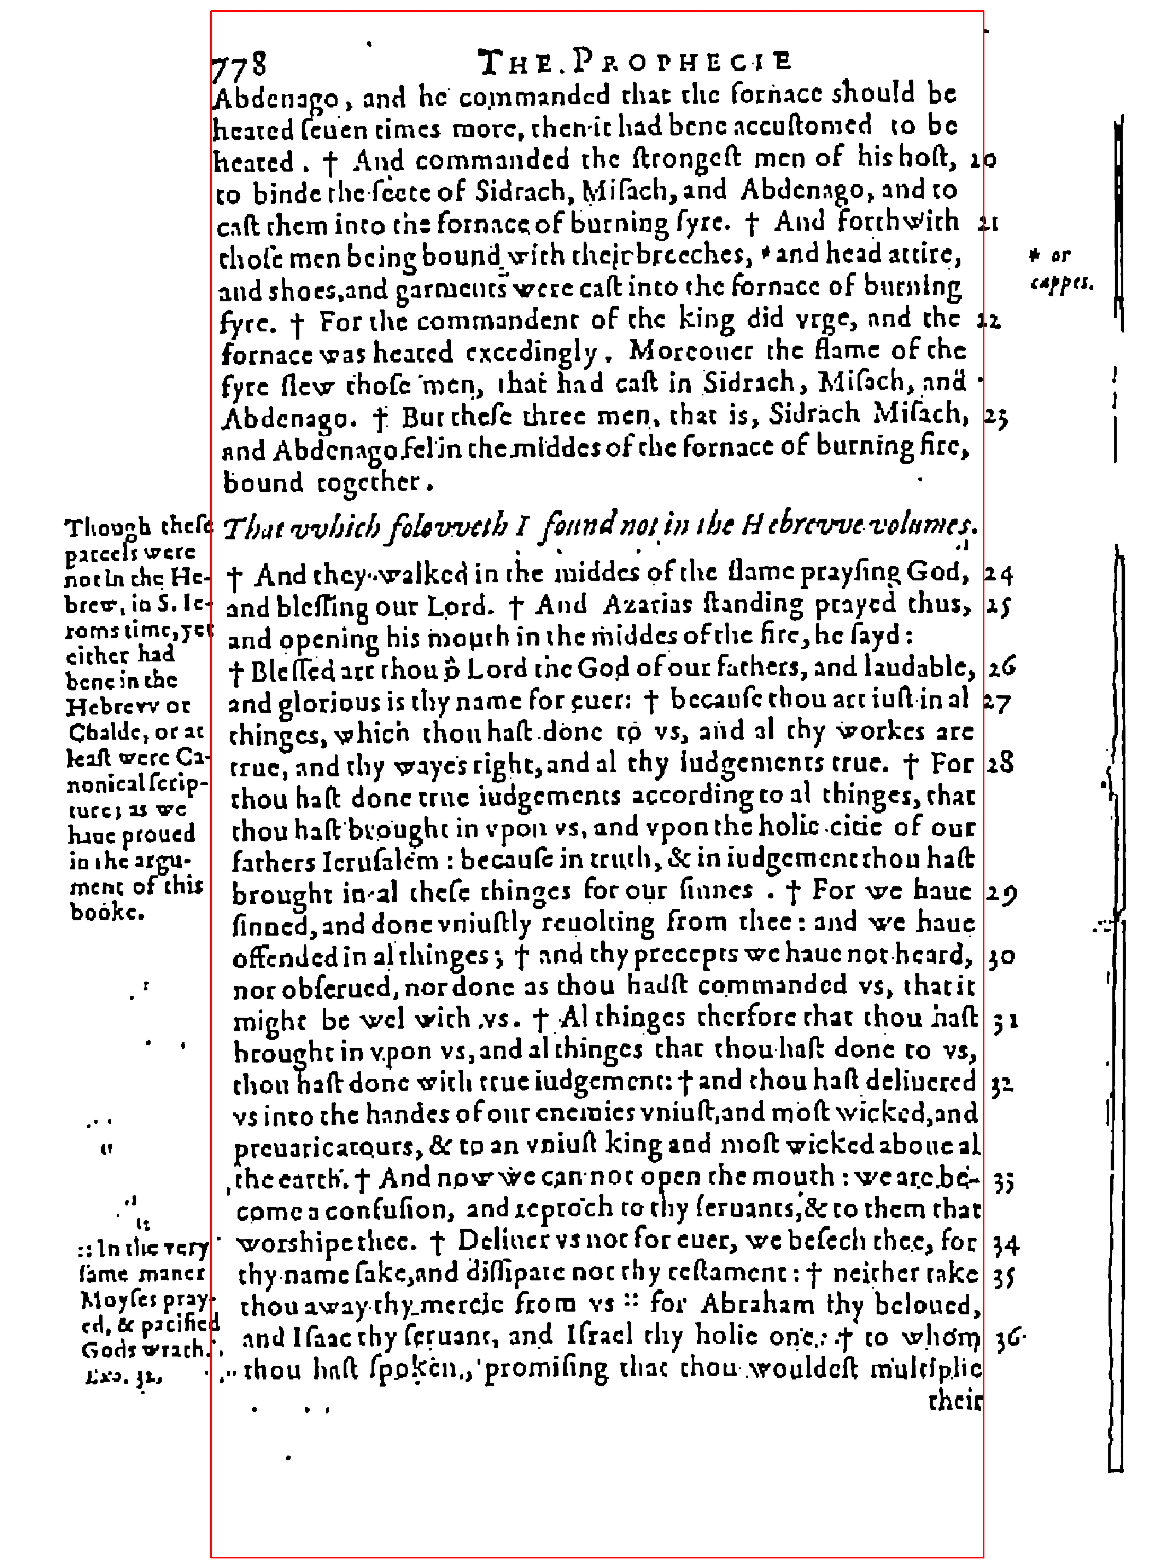 778 THE PROPHECIE
Abdenago, and he commanded that the fornace should be
heated ſeuen times more, then it had bene accuſtomed to be
heated. † And commanded the ſtrongeſt men of his hoſt, 20
to binde the feete of Sidrach, Miſach, and Abdenago, and to
caſt them into the fornace of burning fyre. † And forthwith 21
thoſe men being bound with their breeches, * and head attire,
and shoes, and garments were caſt into the fornace of burning
fyre. † For the commandent of the king did vrge, and the 22
fornace was heated excedingly. Moreouer the flame of the
fyre ſlew thoſe men, that had caſt in Sidrach, Miſach, and
Abdenago. † But theſe three men, that is, Sidrach Miſach, 23
and Abdenago fel in the middes of the fornace of burning fire,
bound together.
* or
cappes.
That vvhich folovveth I found not in the Hebrevve volumes.
† And they walked in the middes of the flame prayſing God, 24
and bleſſing our Lord. † And Azarias ſtanding prayed thus, 25
and opening his mouth in the middes of the fire, he ſayd:
† Bleſſed art thou ô Lord the God of our fathers, and laudable, 26
and glorious is thy name for euer: † becauſe thou art iuſt in al 27
thinges, which thou haſt done to vs, and al thy workes are
true, and thy wayes right, and al thy iudgements true. † For 28
thou haſt done true iudgements according to al thinges, that
thou haſt brought in vpon vs, and vpon the holie citie of our
fathers Ieruſalem: becauſe in truth, & in iudgement thou haſt
brought in al theſe thinges for our ſinnes. † For we haue 29
ſinned, and done vniuſtly reuolting from thee: and we haue
offended in al thinges; † and thy precepts we haue not heard, 30
nor obſerued, nor done as thou hadſt commanded vs, that it
might be wel with vs. † Al thinges therfore that thou haſt 31
brought in vpon vs, and al thinges that thou haſt done to vs,
thou haſt done with true iudgement: † and thou haſt deliuered 32
vs into the handes of our enemies vniuſt, and moſt wicked, and
preuaricatours, & to an vniuſt king and moſt wicked aboue al
the earth. † And now we can not open the mouth: we are be- 33
come a confuſion, and reproch to thy ſeruants, & to them that
worshipe thee. † Deliuer vs not for euer, we beſech thee, for 34
thy name ſake, and diſſipate not thy teſtament: † neither take 35
thou away thy mercie from vs :: for Abraham thy beloued,
and Iſaac thy ſeruant, and Iſrael thy holie one: † to whom 36
thou haſt ſpoken, promiſing that thou wouldeſt multiplie
their
Though theſe
parcels were
not in the He-
brew, in S. Ie-
roms time, yet
either had
bene in the
Hebrevv or
Chalde, or at
leaſt were Ca-
nonical ſcrip-
ture; as we
haue proued
in the argu-
ment of this
booke.
:: In the very
ſame maner
Moyſes pray-
ed, & pacified
Gods wrath.
Exo. 32.